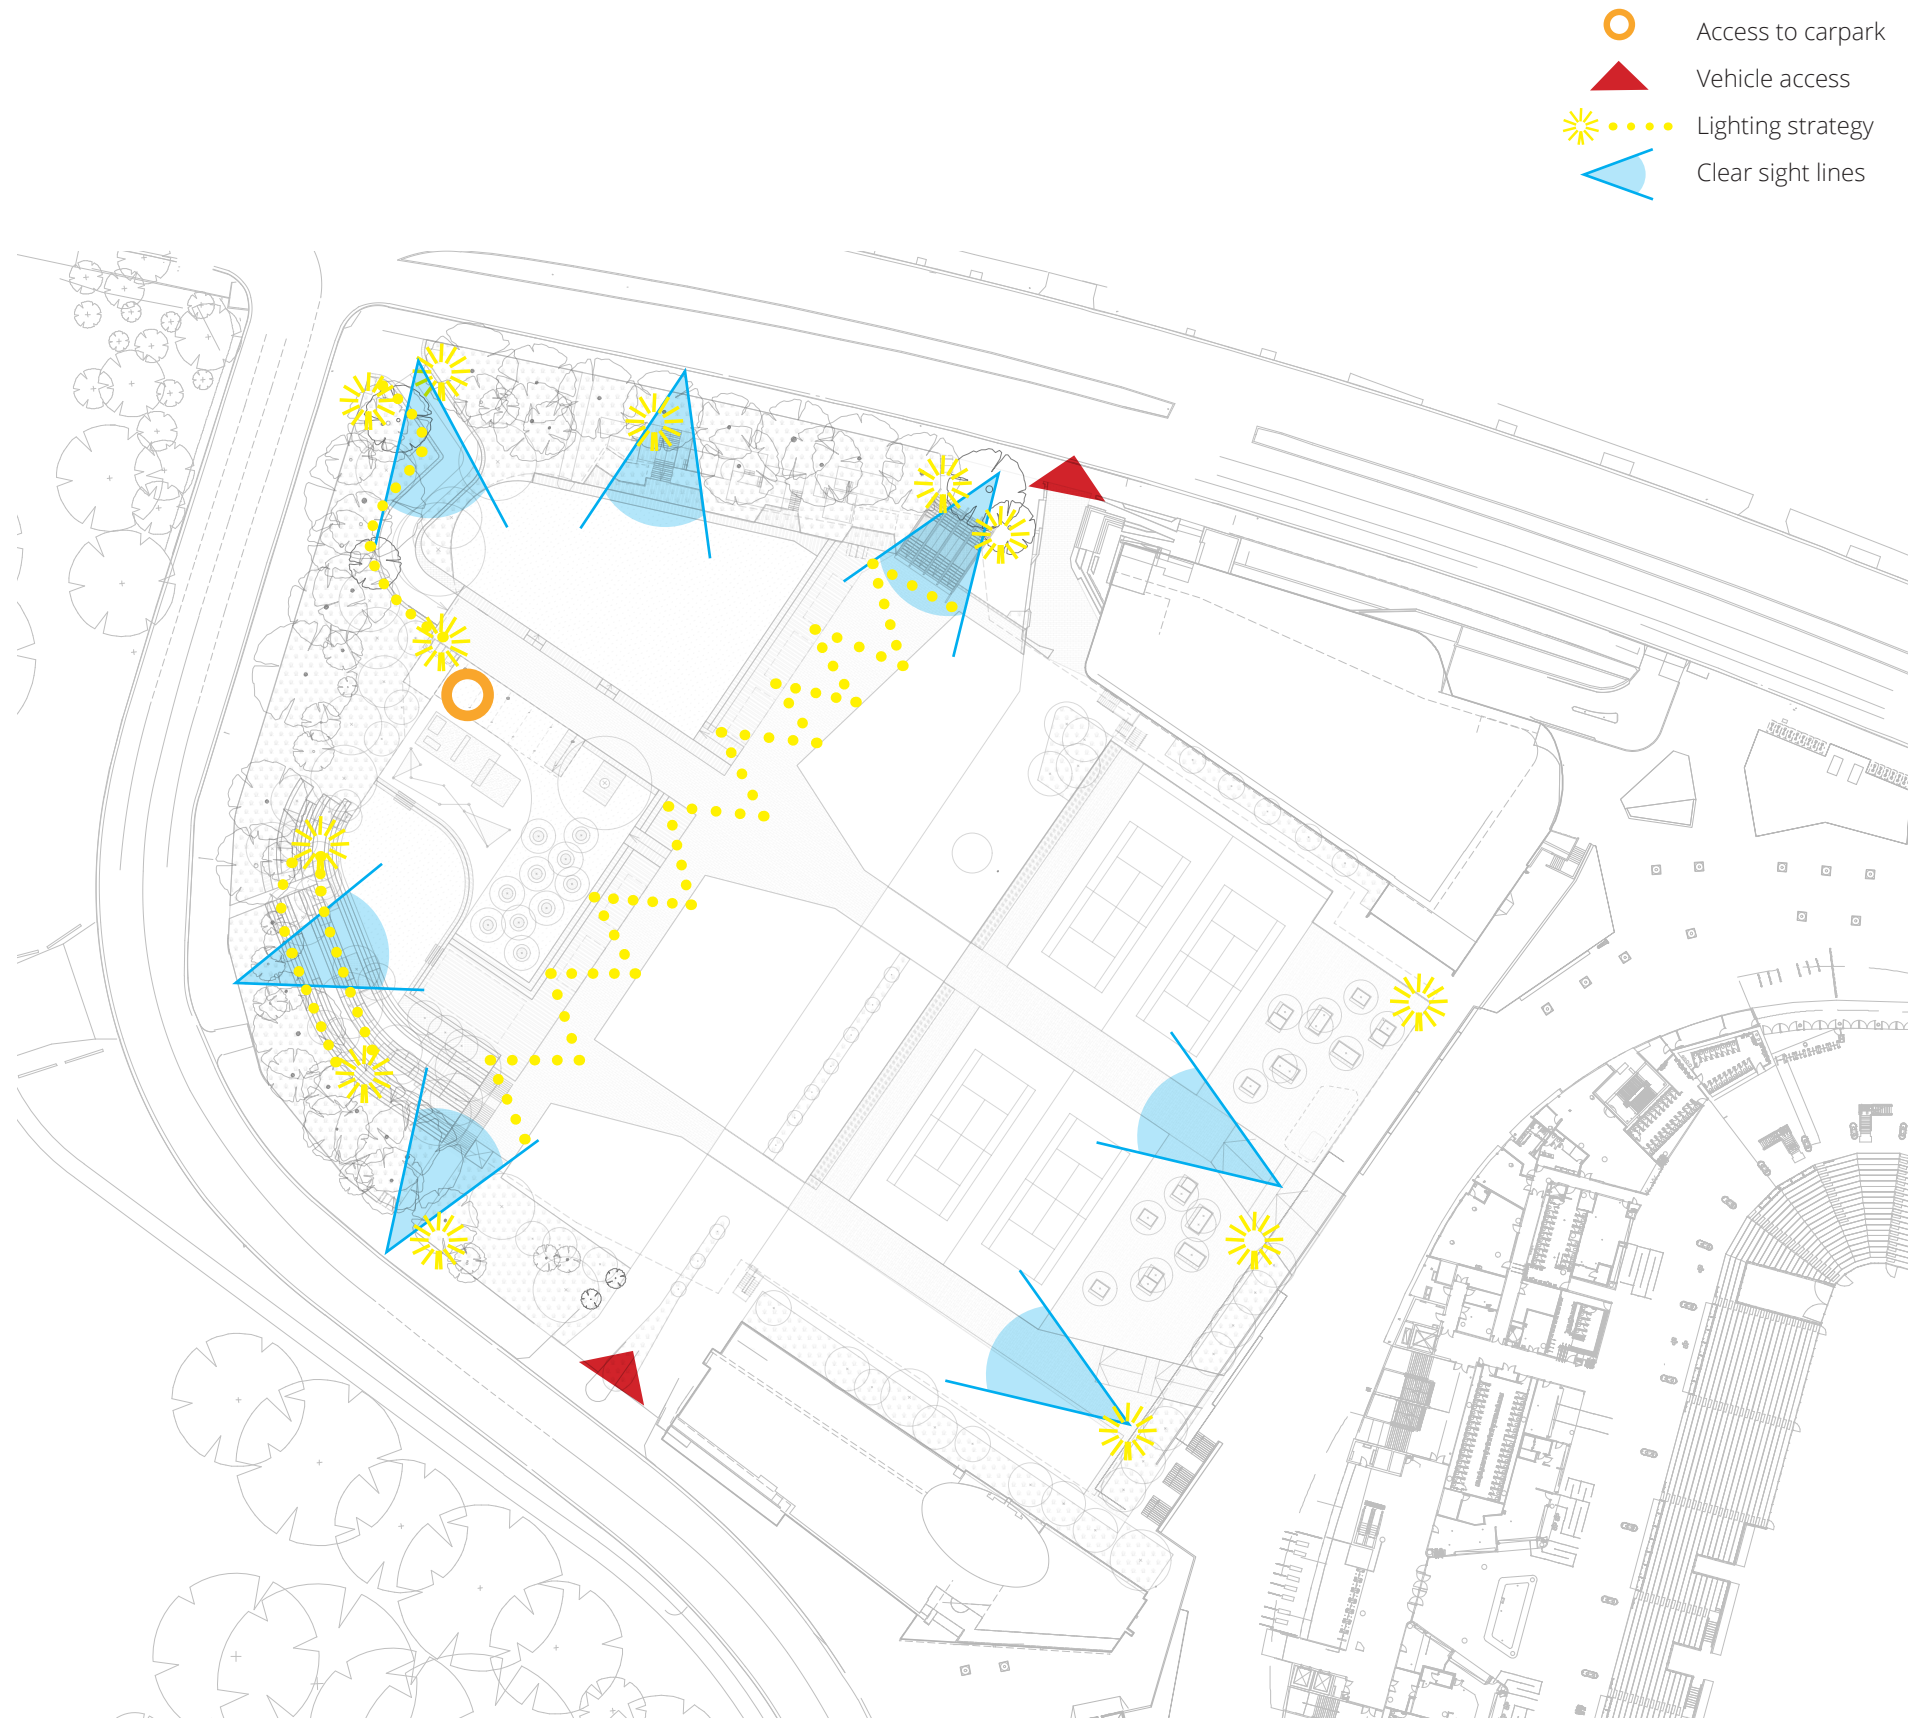 Access to carpark
Vehicle access
Lighting strategy
Clear sight lines